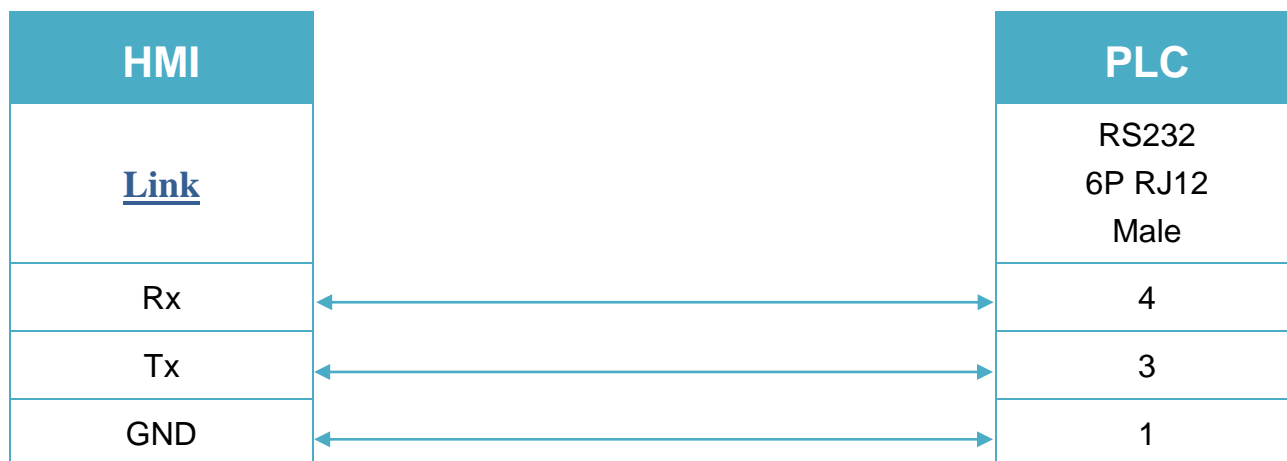 HMI
PLC
Link
RS232
6P RJ12
Male
Rx
4
Tx
3
GND
1